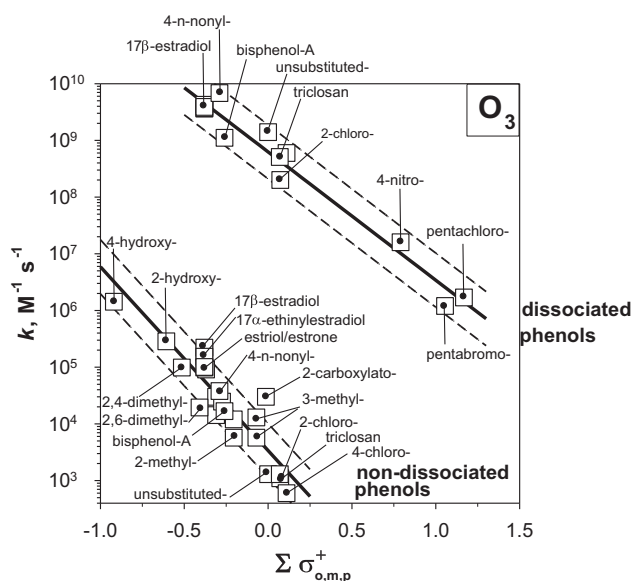 4-n-nonyl-
17β-estradiol
bisphenol-A
unsubstituted-
triclosan
2-chloro-
O3
4-nitro-
pentachloro-
dissociated
phenols
pentabromo-
4-hydroxy-
2-hydroxy-
17β-estradiol
17α-ethinylestradiol
estriol/estrone
4-n-nonyl-
2-carboxylato-
2,4-dimethyl-
3-methyl-
2,6-dimethyl-
2-chloro-
bisphenol-A
triclosan
2-methyl-
4-chloro-
non-dissociated
phenols
unsubstituted-
10^10
10^9
10^8
10^7
10^6
10^5
10^4
10^3
k, M^-1 s^-1
-1.0 -0.5 0.0 0.5 1.0 1.5
Σ σ^+_o,m,p